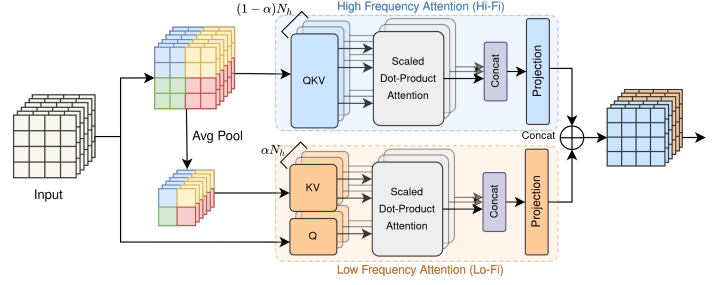 (1-α)N_h
High Frequency Attention (Hi-Fi)
QKV
Scaled
Dot-Product
Attention
Concat
Projection
Input
Avg Pool
Concat
αN_h
KV
Q
Scaled
Dot-Product
Attention
Concat
Projection
Low Frequency Attention (Lo-Fi)